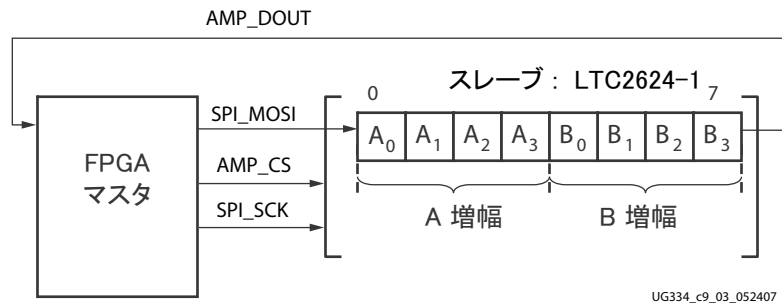 AMP_DOUT
スレーブ : LTC2624-1
0 7
SPI_MOSI
A0 A1 A2 A3 B0 B1 B2 B3
FPGA
マスタ
AMP_CS
SPI_SCK
A 増幅 B 増幅
UG334_c9_03_052407